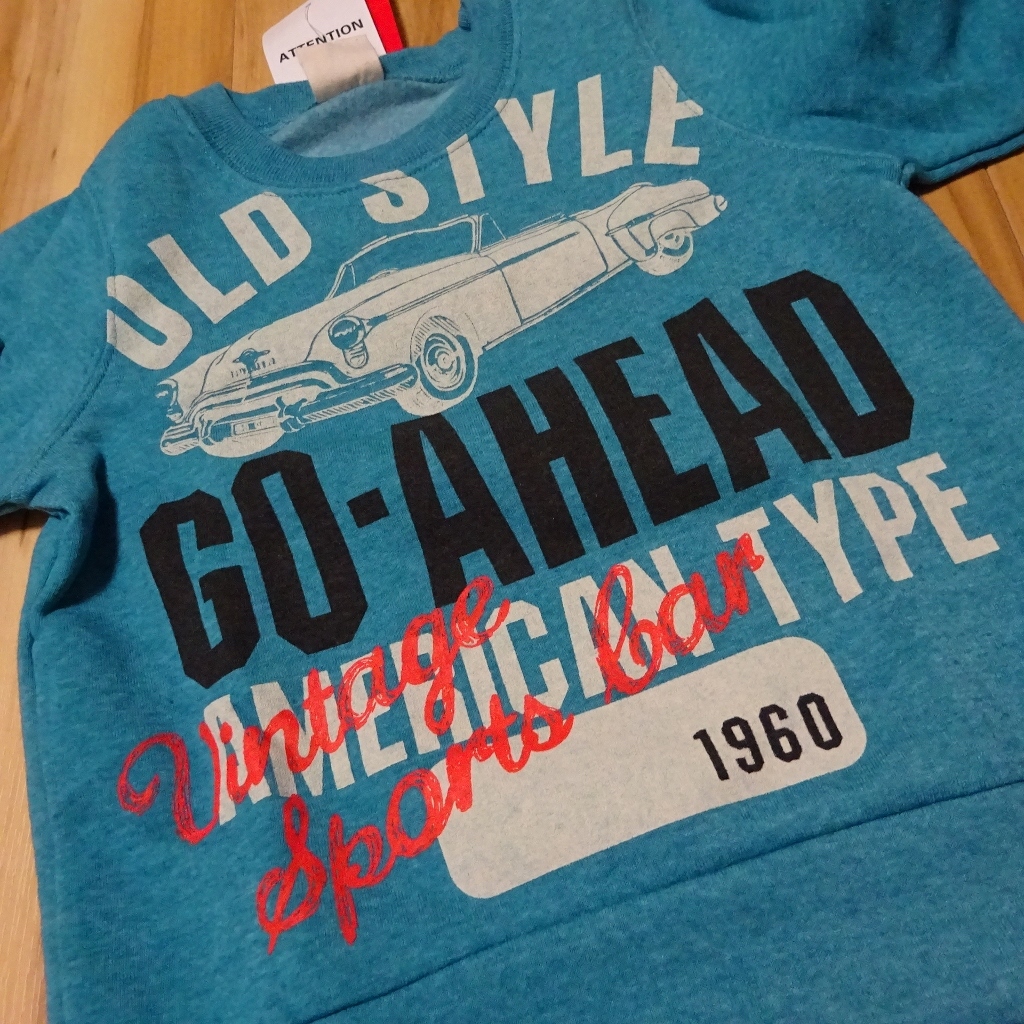 ATTENTION
OLD STYLE
GO-AHEAD
AMERICAN TYPE
Vintage
Sports Car
1960